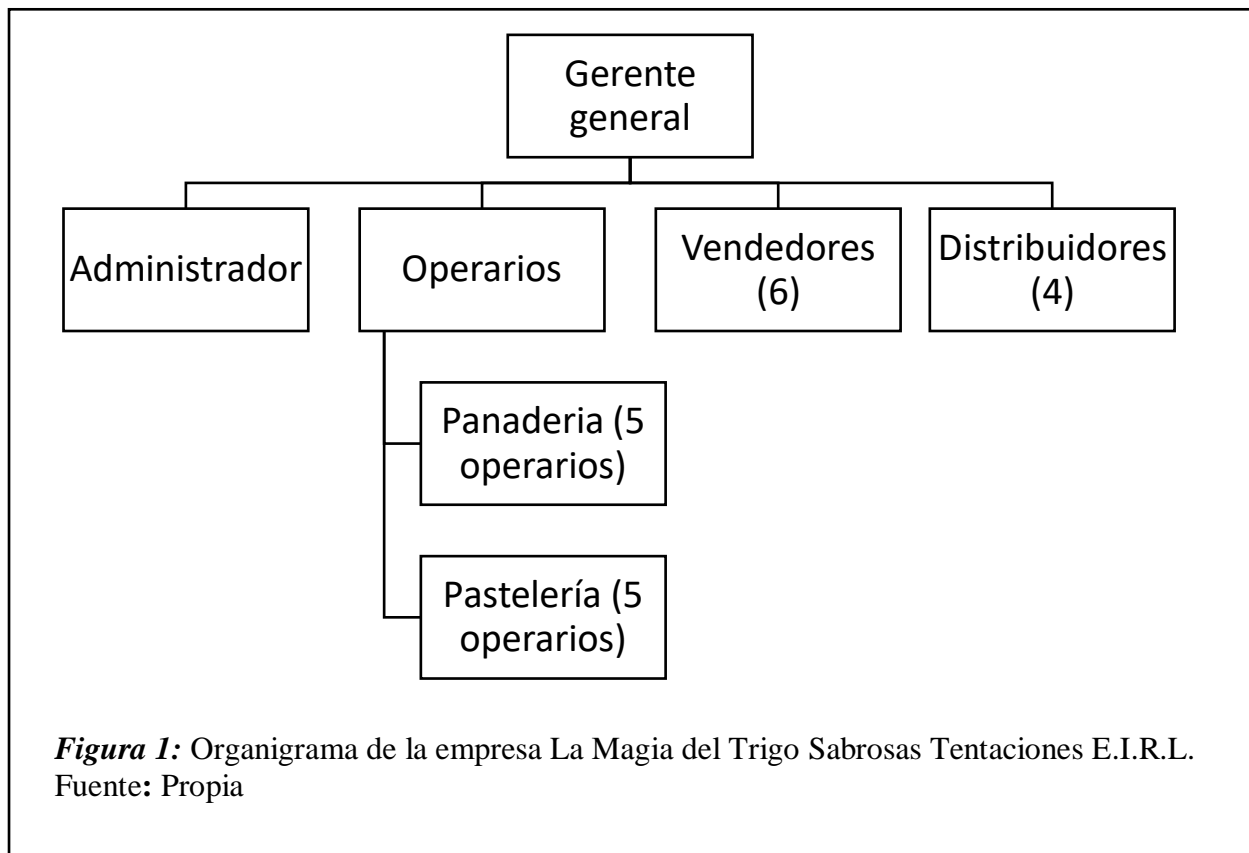 Gerente
general
Administrador
Operarios
Vendedores
(6)
Distribuidores
(4)
Panaderia (5
operarios)
Pastelería (5
operarios)
Figura 1: Organigrama de la empresa La Magia del Trigo Sabrosas Tentaciones E.I.R.L.
Fuente: Propia